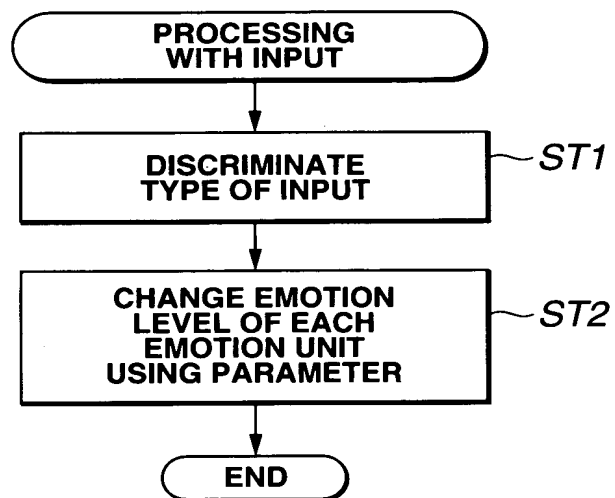 PROCESSING
WITH INPUT
DISCRIMINATE
TYPE OF INPUT
ST1
CHANGE EMOTION
LEVEL OF EACH
EMOTION UNIT
USING PARAMETER
ST2
END